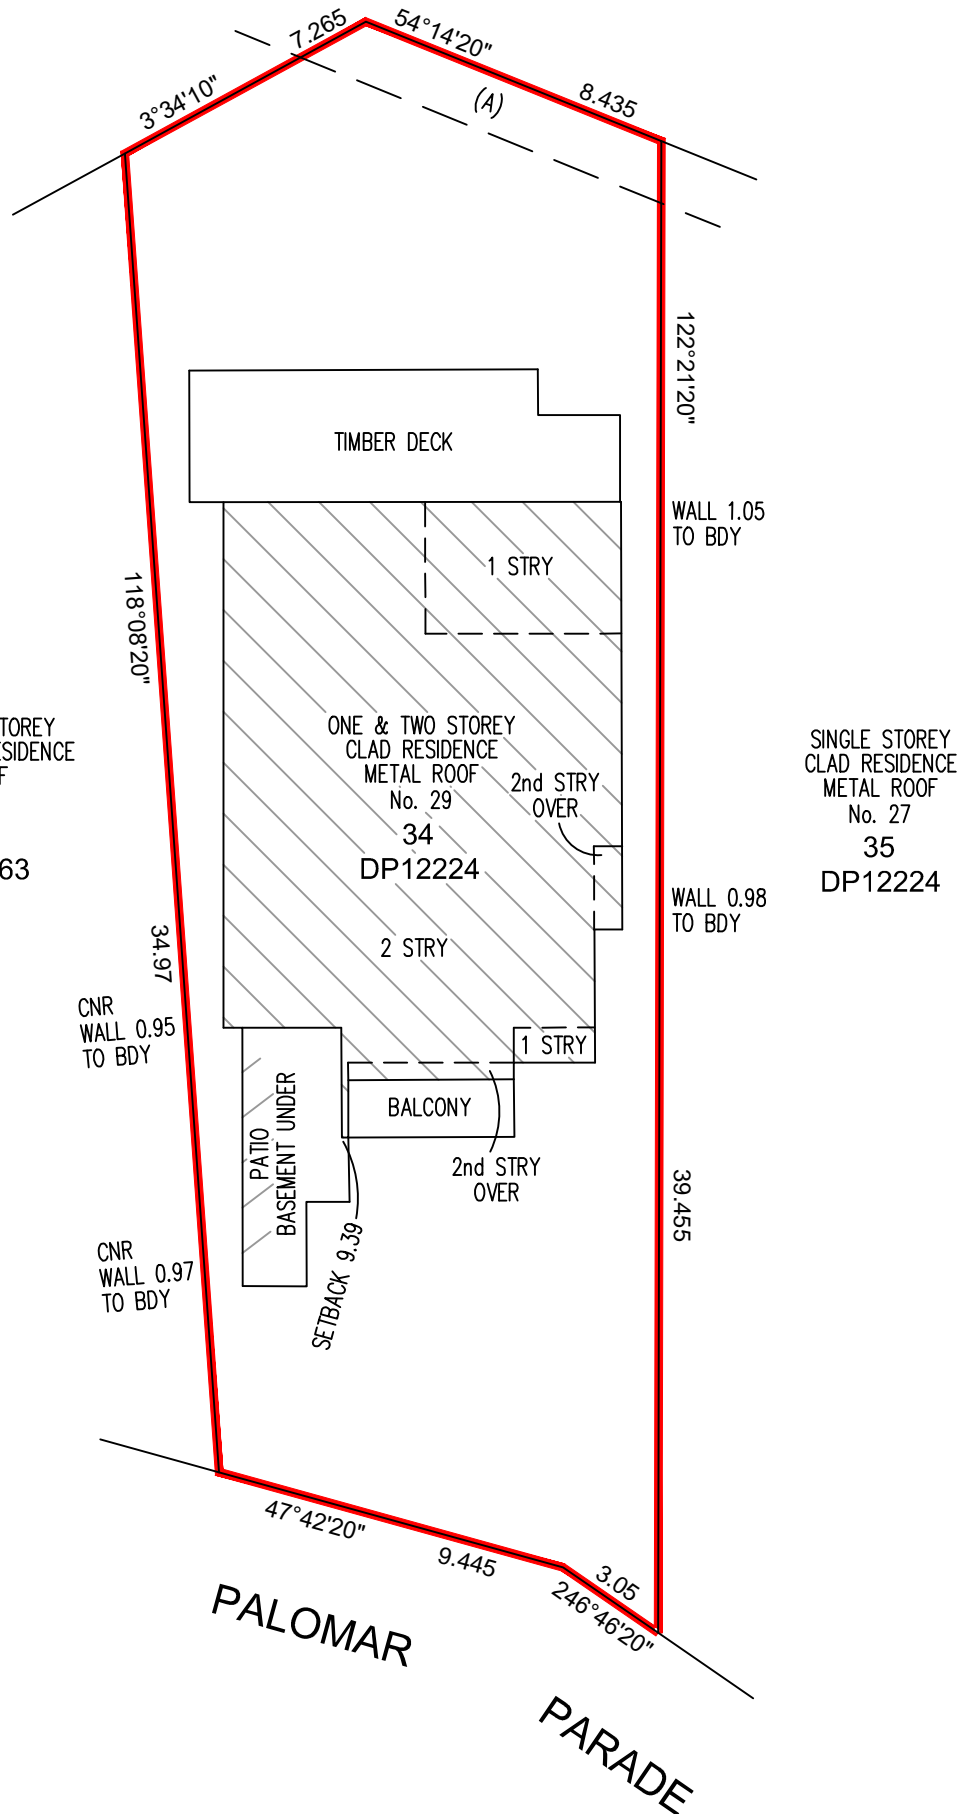 7.265
54°14'20"
3°34'10"
(A)
8.435
122°21'20"
TIMBER DECK
WALL 1.05
TO BDY
1 STRY
118°08'20"
TOREY
ESIDENCE
F
63
ONE & TWO STOREY
CLAD RESIDENCE
METAL ROOF
No. 29
34
DP12224
2nd STRY
OVER
SINGLE STOREY
CLAD RESIDENCE
METAL ROOF
No. 27
35
DP12224
WALL 0.98
TO BDY
2 STRY
34.97
CNR
WALL 0.95
TO BDY
1 STRY
PATIO
BASEMENT UNDER
BALCONY
2nd STRY
OVER
39.455
SETBACK 9.39
CNR
WALL 0.97
TO BDY
47°42'20"
9.445
3.05
246°46'20"
PALOMAR
PARADE